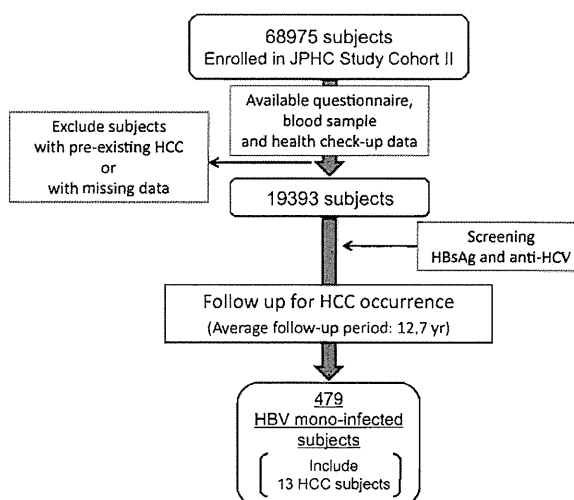 68975 subjects
Enrolled in JPHC Study Cohort II
Available questionnaire,
blood sample
and health check-up data
Exclude subjects
with pre-existing HCC
or
with missing data
19393 subjects
Screening
HBsAg and anti-HCV
Follow up for HCC occurrence
(Average follow-up period: 12,7 yr)
479
HBV mono-infected
subjects
Include
13 HCC subjects